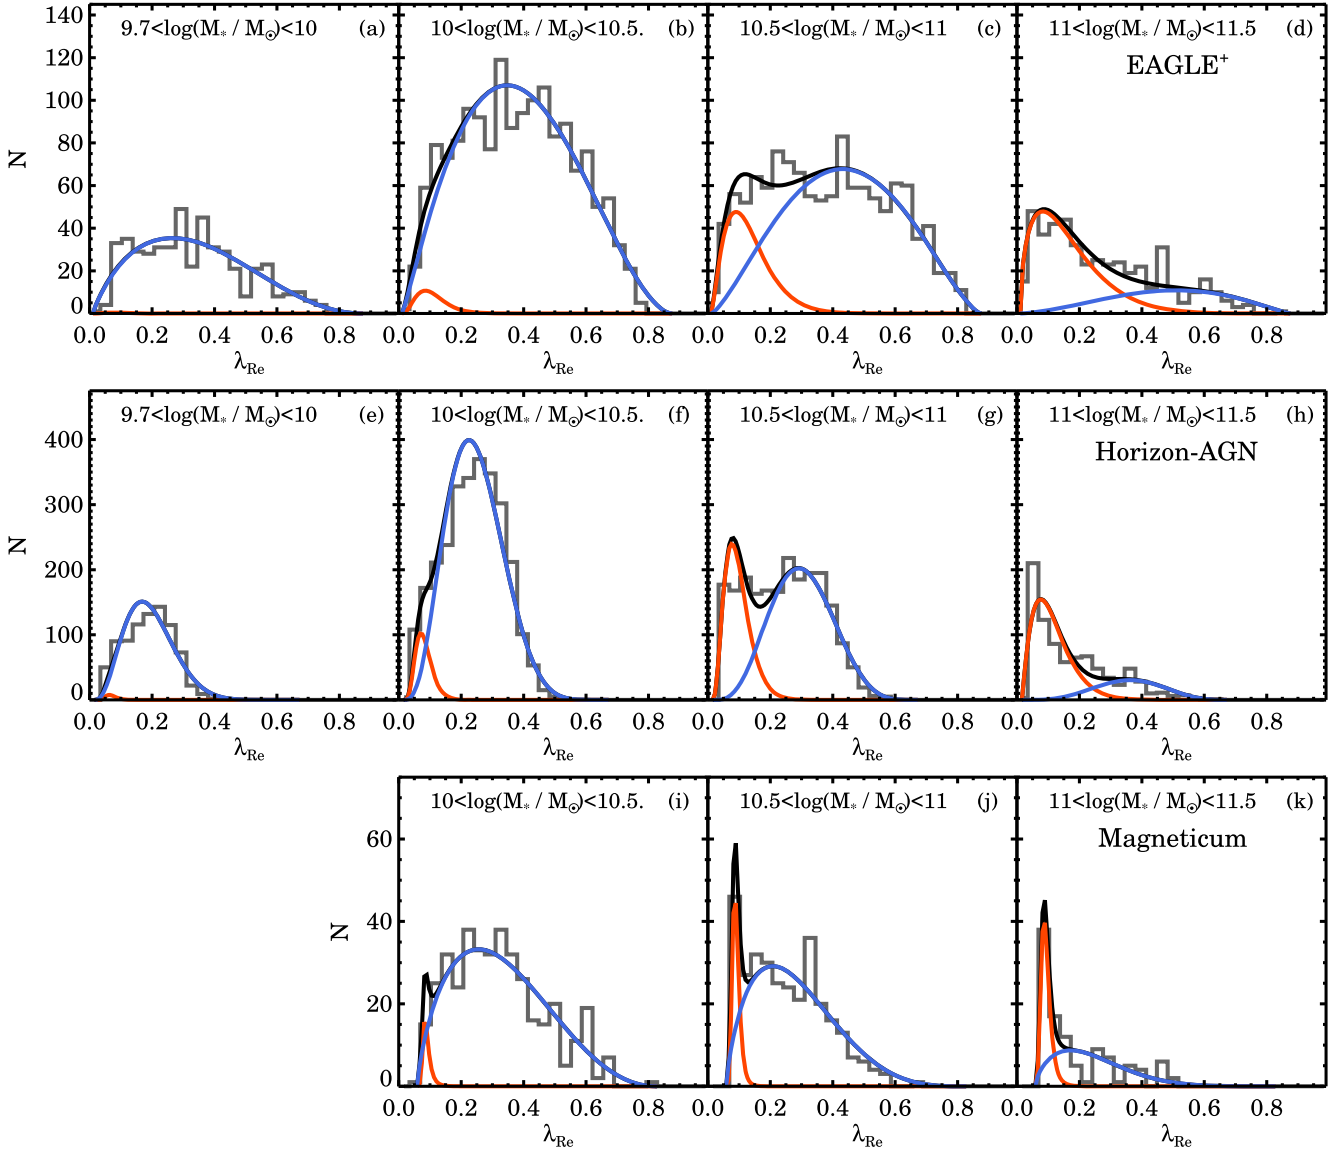 9.7<log(M* / M⊙)<10 (a) 10<log(M* / M⊙)<10.5. (b) 10.5<log(M* / M⊙)<11 (c) 11<log(M* / M⊙)<11.5 (d)
EAGLE+
140
120
100
80
60
40
20
0
N
0.0 0.2 0.4 0.6 0.8 0.0 0.2 0.4 0.6 0.8 0.0 0.2 0.4 0.6 0.8 0.0 0.2 0.4 0.6 0.8
λRe λRe λRe λRe
9.7<log(M* / M⊙)<10 (e) 10<log(M* / M⊙)<10.5. (f) 10.5<log(M* / M⊙)<11 (g) 11<log(M* / M⊙)<11.5 (h)
Horizon-AGN
400
300
200
100
0
N
0.0 0.2 0.4 0.6 0.8 0.0 0.2 0.4 0.6 0.8 0.0 0.2 0.4 0.6 0.8 0.0 0.2 0.4 0.6 0.8
λRe λRe λRe λRe
10<log(M* / M⊙)<10.5. (i) 10.5<log(M* / M⊙)<11 (j) 11<log(M* / M⊙)<11.5 (k)
Magneticum
60
40
20
0
N
0.0 0.2 0.4 0.6 0.8 0.0 0.2 0.4 0.6 0.8 0.0 0.2 0.4 0.6 0.8
λRe λRe λRe